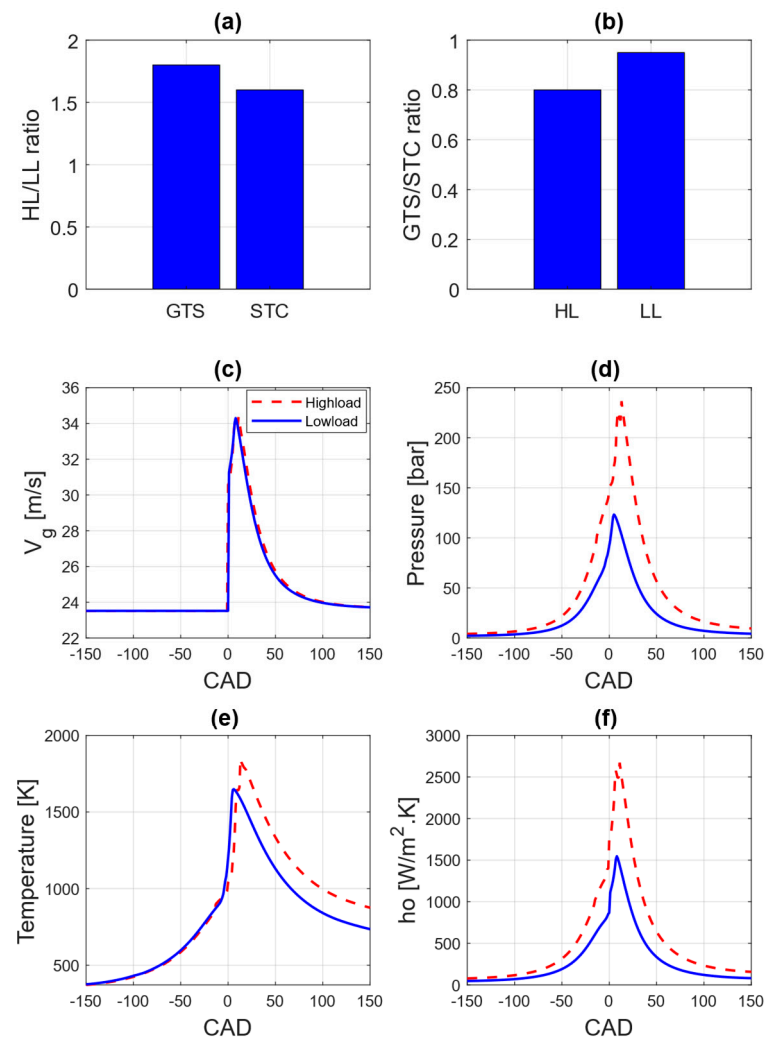 (a)
2
1.5
1
0.5
0
HL/LL ratio
GTS STC
(b)
1
0.8
0.6
0.4
0.2
0
GTS/STC ratio
HL LL
(c)
36
34
32
30
28
26
24
22
V_g [m/s]
Highload
Lowload
-150 -100 -50 0 50 100 150
CAD
(d)
250
200
150
100
50
0
Pressure [bar]
-150 -100 -50 0 50 100 150
CAD
(e)
2000
1500
1000
500
Temperature [K]
-150 -100 -50 0 50 100 150
CAD
(f)
3000
2500
2000
1500
1000
500
0
ho [W/m².K]
-150 -100 -50 0 50 100 150
CAD